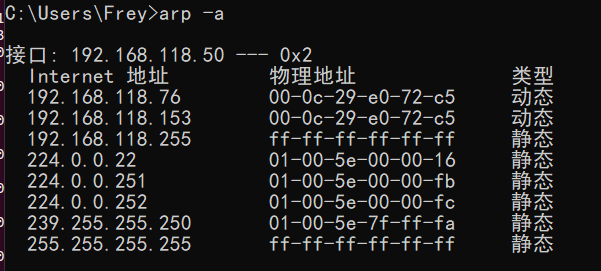 C:\Users\Frey>arp -a
接口: 192.168.118.50 --- 0x2
Internet 地址 物理地址 类型
192.168.118.76 00-0c-29-e0-72-c5 动态
192.168.118.153 00-0c-29-e0-72-c5 动态
192.168.118.255 ff-ff-ff-ff-ff-ff 静态
224.0.0.22 01-00-5e-00-00-16 静态
224.0.0.251 01-00-5e-00-00-fb 静态
224.0.0.252 01-00-5e-00-00-fc 静态
239.255.255.250 01-00-5e-7f-ff-fa 静态
255.255.255.255 ff-ff-ff-ff-ff-ff 静态